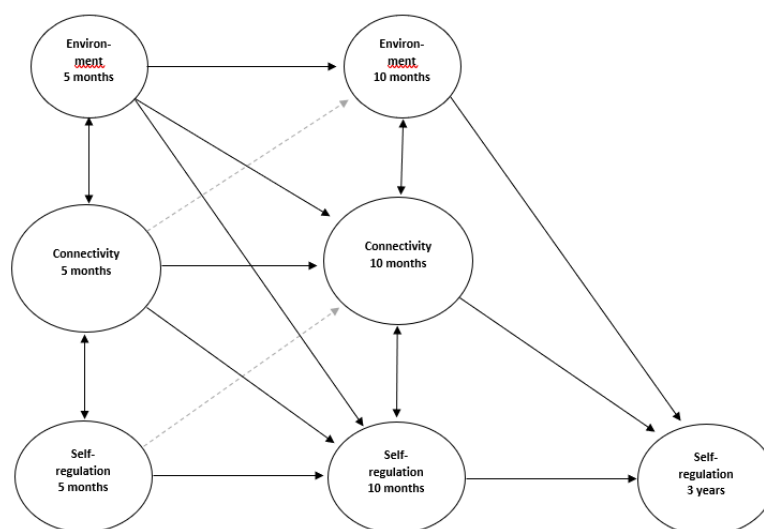 Environ-
ment
5 months
Environ-
ment
10 months
Connectivity
5 months
Connectivity
10 months
Self-
regulation
5 months
Self-
regulation
10 months
Self-
regulation
3 years